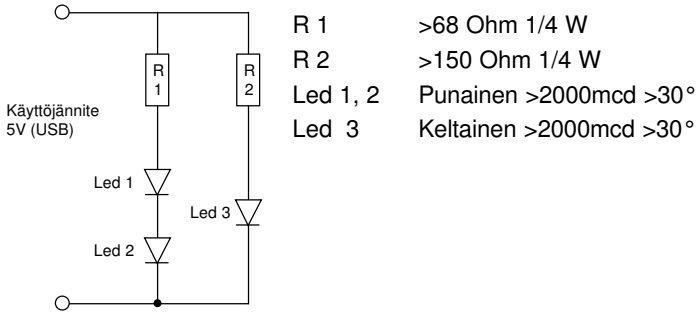 R 1 >68 Ohm 1/4 W
R 2 >150 Ohm 1/4 W
Led 1, 2 Punainen >2000mcd >30°
Led 3 Keltainen >2000mcd >30°
R
1
R
2
Käyttöjännite
5V (USB)
Led 1
Led 3
Led 2